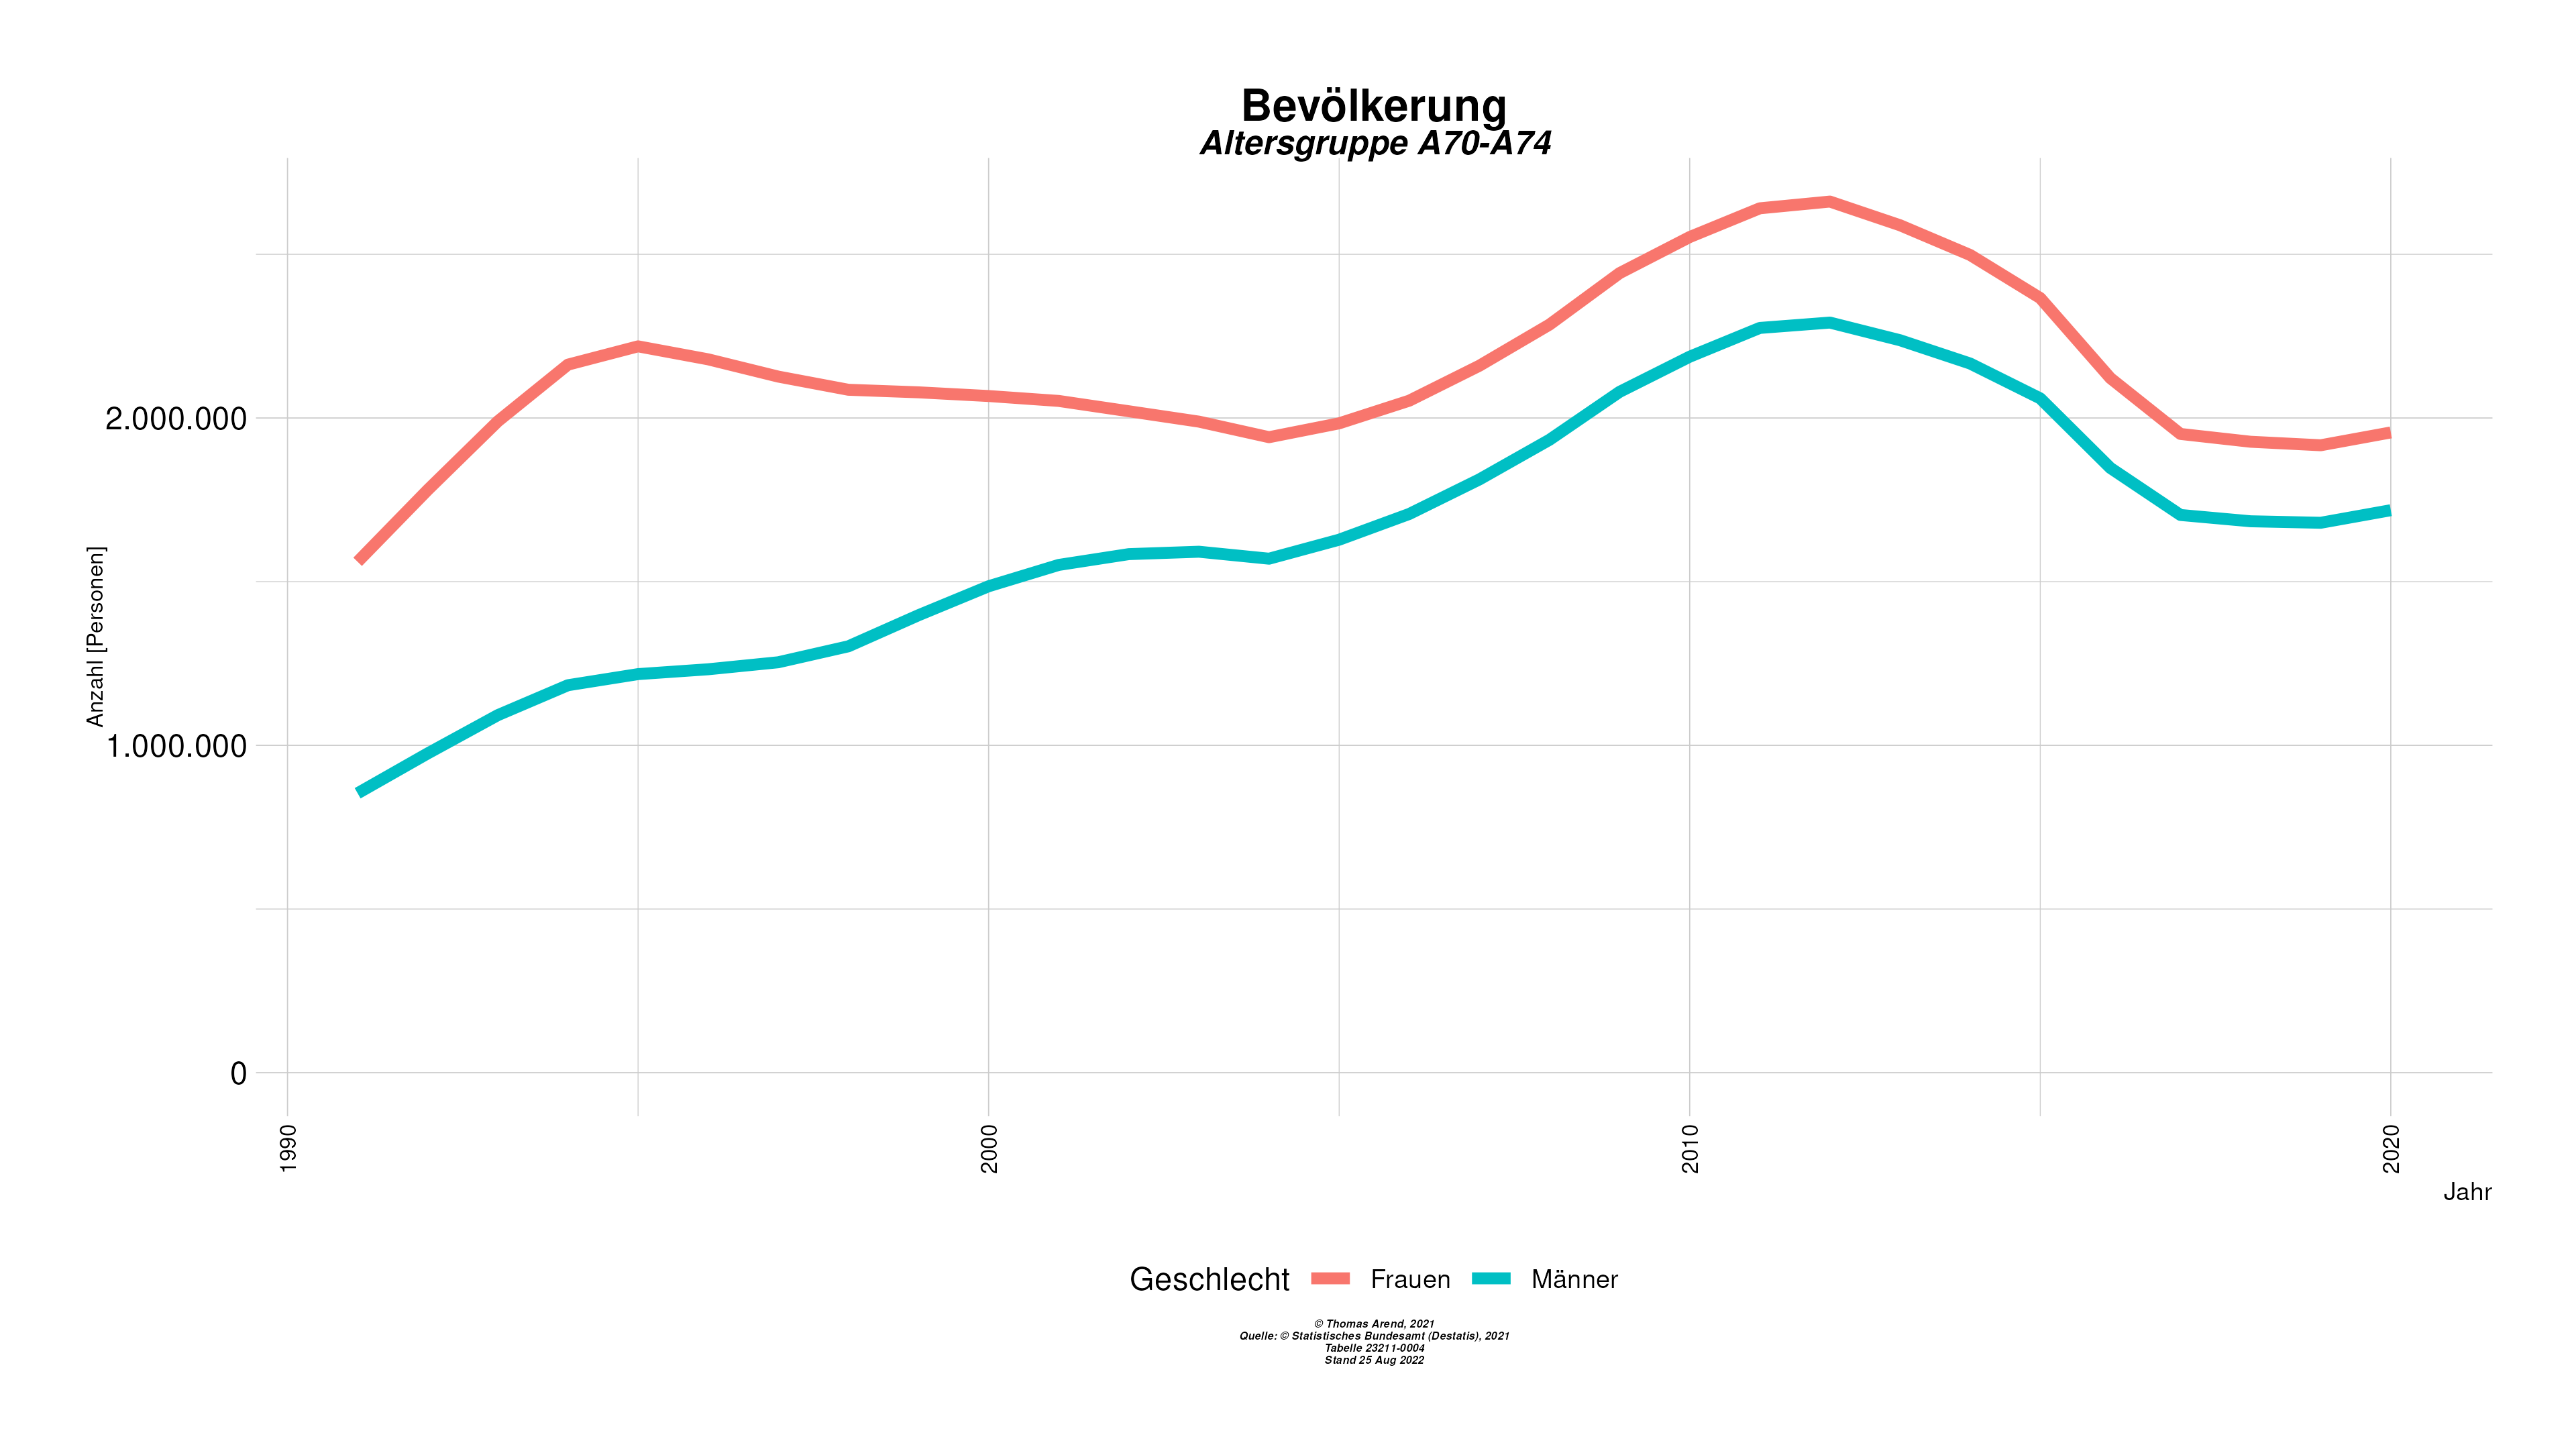 Bevölkerung
Altersgruppe A70-A74
Anzahl [Personen]
2.000.000
1.000.000
0
1990
2000
2010
2020
Jahr
Geschlecht Frauen Männer
© Thomas Arend, 2021
Quelle: © Statistisches Bundesamt (Destatis), 2021
Tabelle 23211-0004
Stand 25 Aug 2022